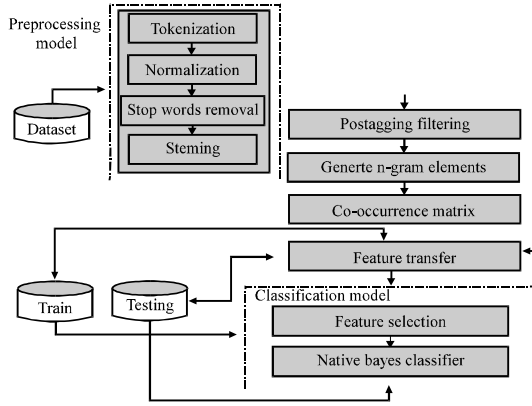 Preprocessing
model
Tokenization
Normalization
Stop words removal
Steming
Dataset
Postagging filtering
Generte n-gram elements
Co-occurrence matrix
Feature transfer
Train
Testing
Classification model
Feature selection
Native bayes classifier